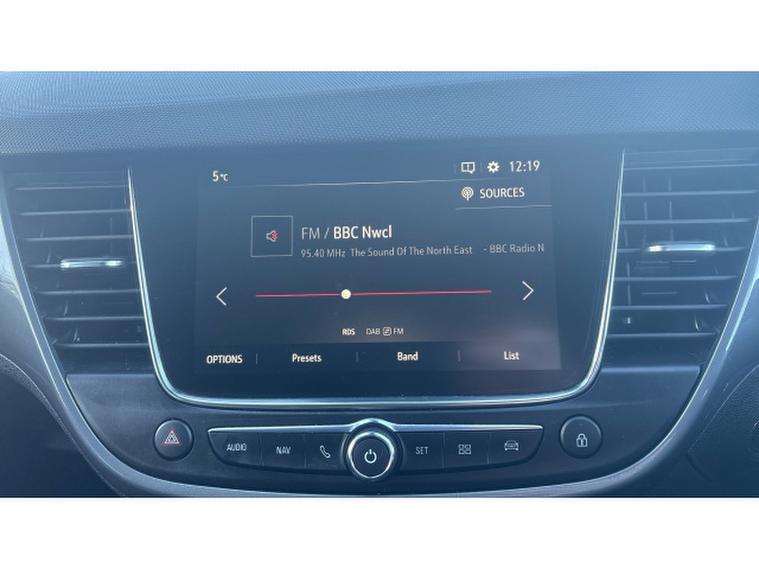 5°C 12:19
SOURCES
FM / BBC Nwcl
95.40 MHz The Sound Of The North East - BBC Radio N
RDS DAB FM
OPTIONS Presets Band List
AUDIO NAV SET